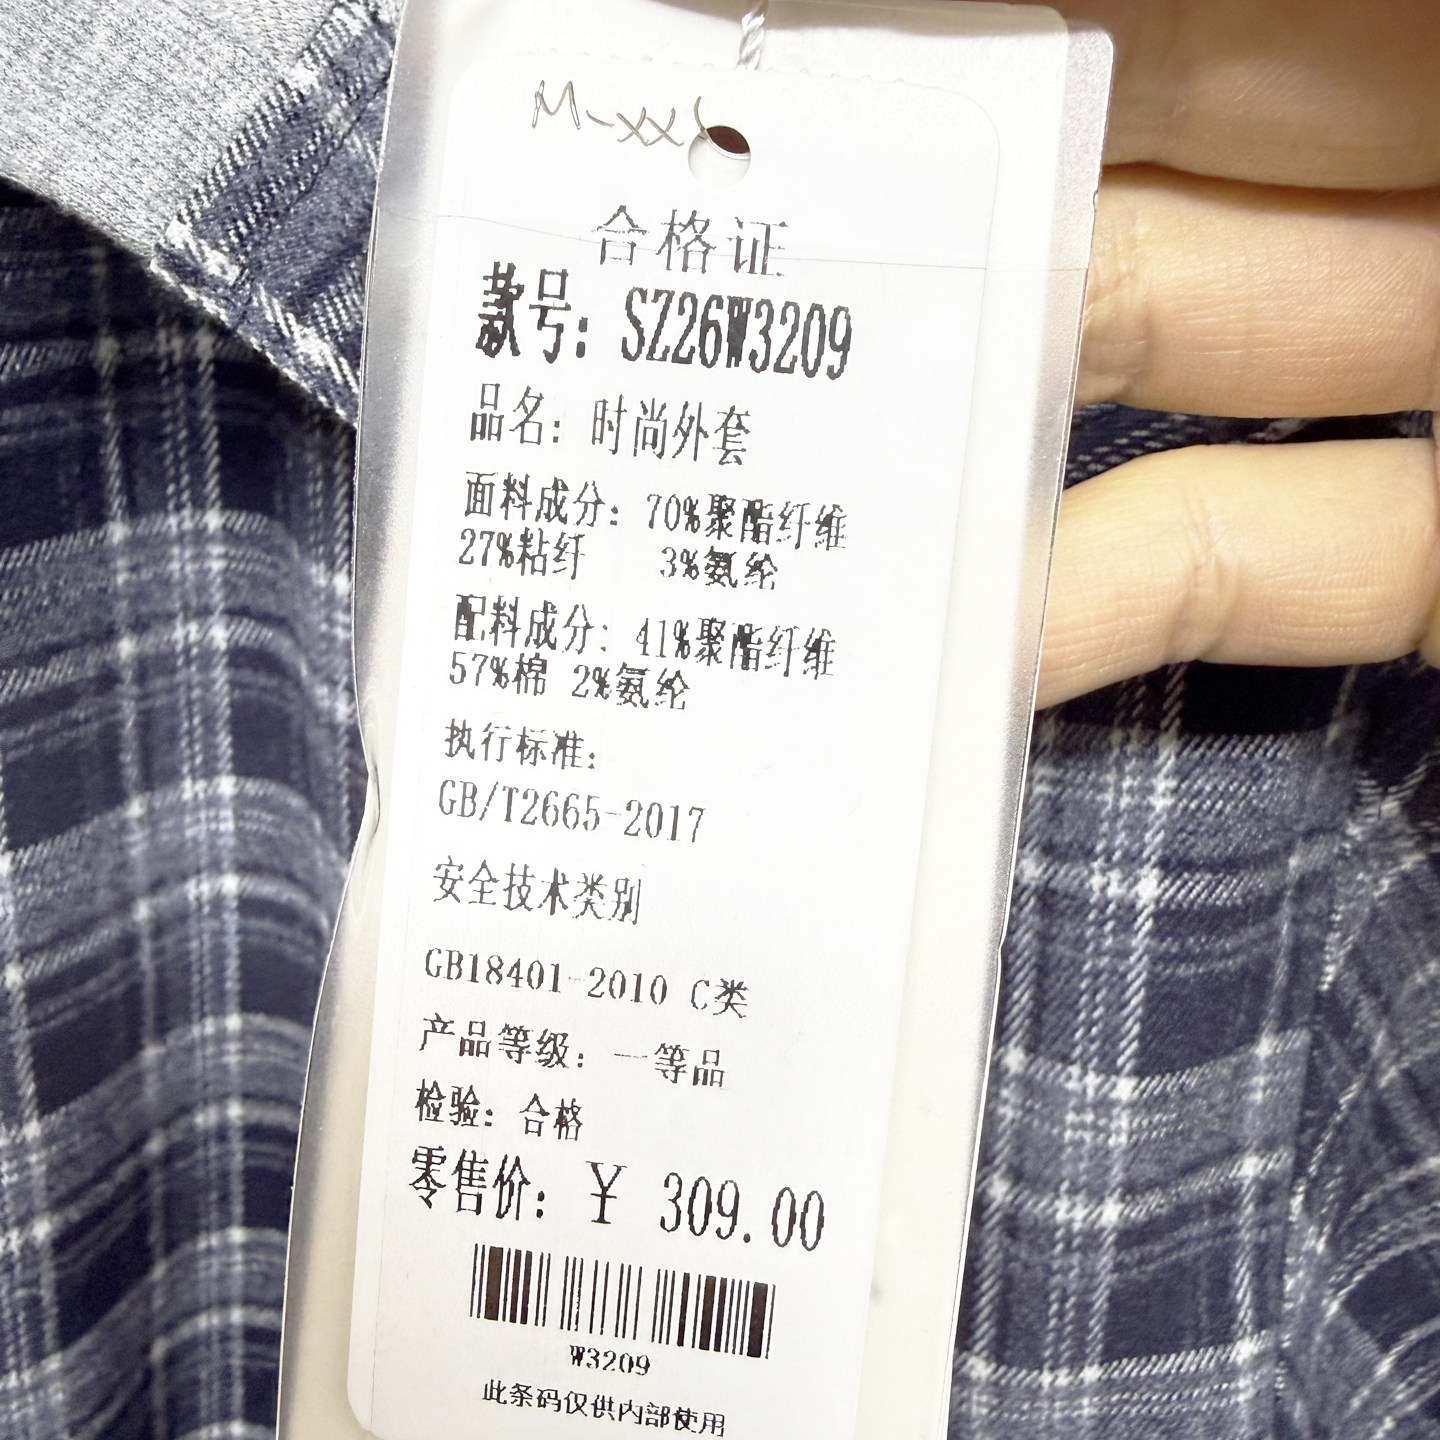 M-xxl
合格证
款号: SZ26W3209
品名: 时尚外套
面料成分: 70%聚酯纤维
27%粘纤 3%氨纶
配料成分: 41%聚酯纤维
57%棉 2%氨纶
执行标准:
GB/T2665-2017
安全技术类别
GB18401-2010 C类
产品等级: 一等品
检验: 合格
零售价: ¥ 309.00
W3209
此条码仅供内部使用